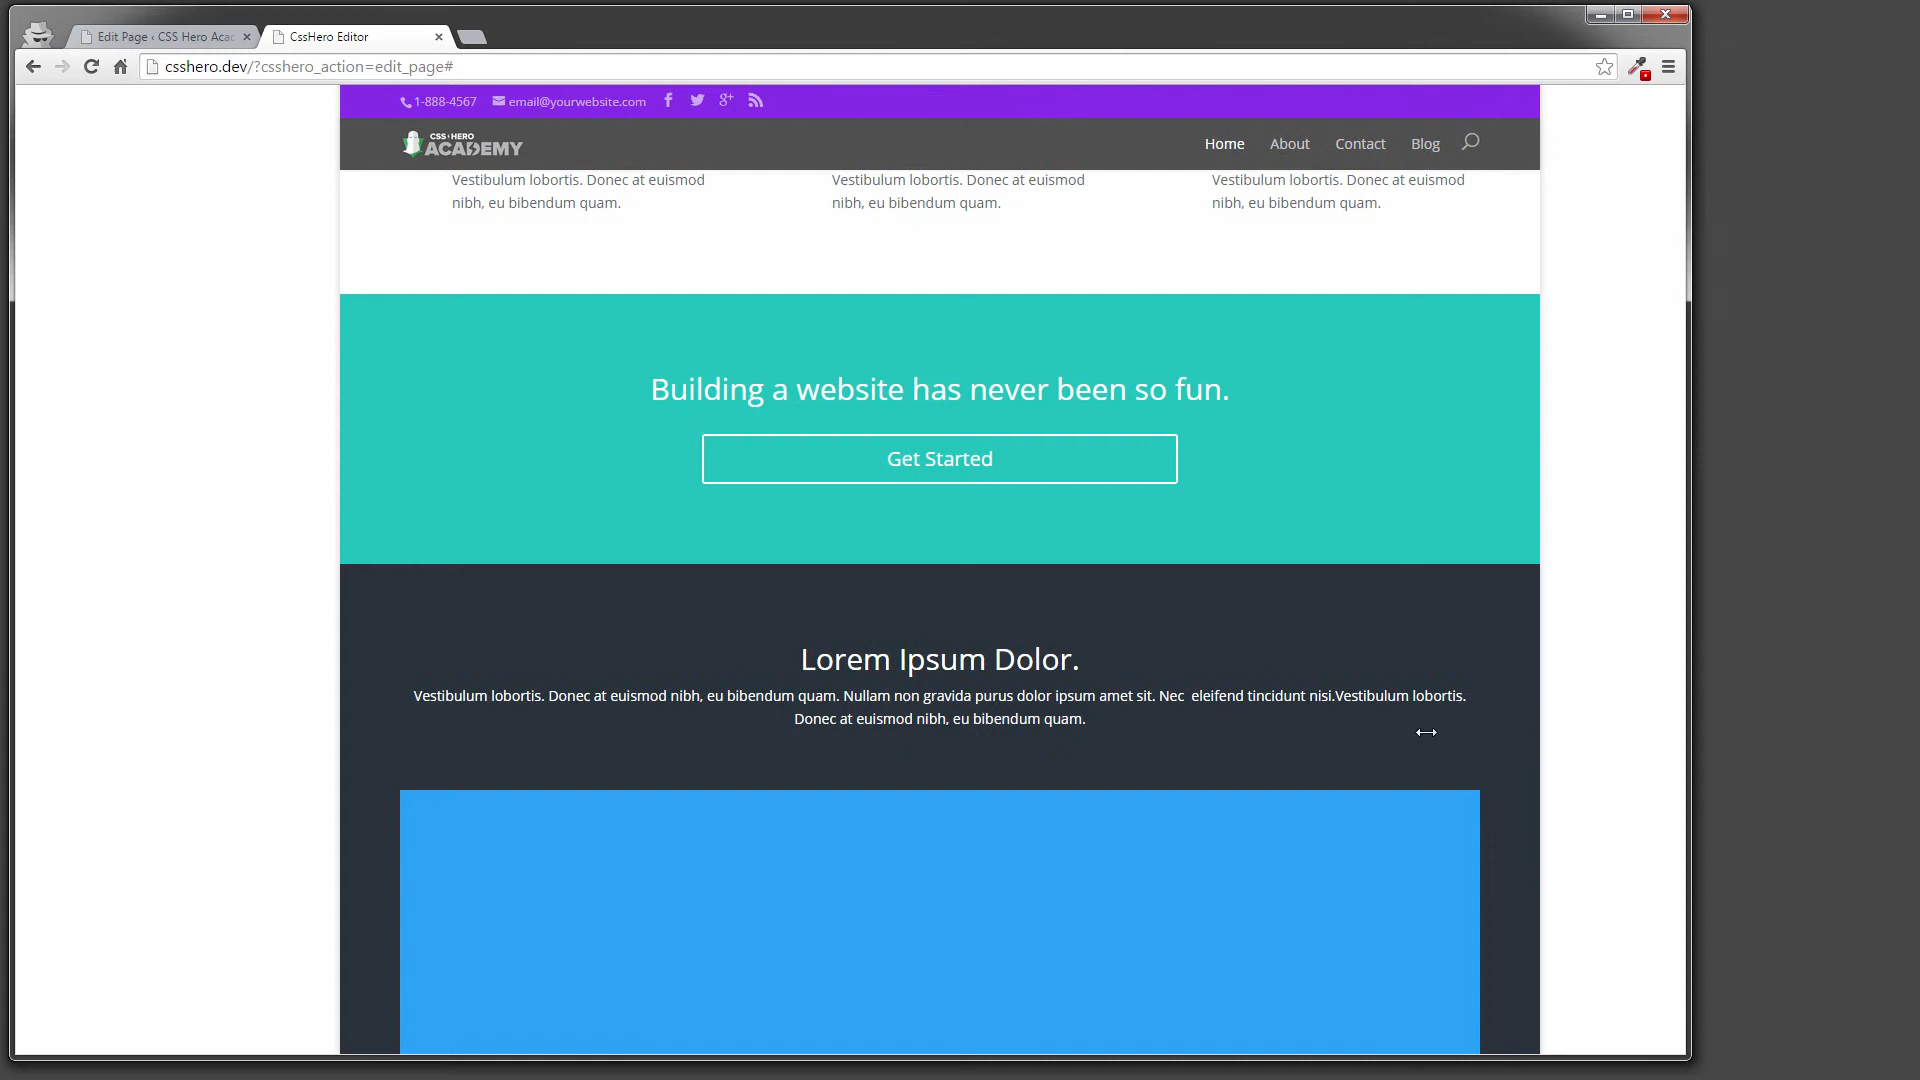 Edit Page ‹ CSS Hero Aca
CssHero Editor
csshero.dev/?csshero_action=edit_page#
1-888-4567 email@yourwebsite.com
CSS HERO
ACADEMY
Home About Contact Blog
Vestibulum lobortis. Donec at euismod
nibh, eu bibendum quam.
Vestibulum lobortis. Donec at euismod
nibh, eu bibendum quam.
Vestibulum lobortis. Donec at euismod
nibh, eu bibendum quam.
Building a website has never been so fun.
Get Started
Lorem Ipsum Dolor.
Vestibulum lobortis. Donec at euismod nibh, eu bibendum quam. Nullam non gravida purus dolor ipsum amet sit. Nec eleifend tincidunt nisi.Vestibulum lobortis.
Donec at euismod nibh, eu bibendum quam.